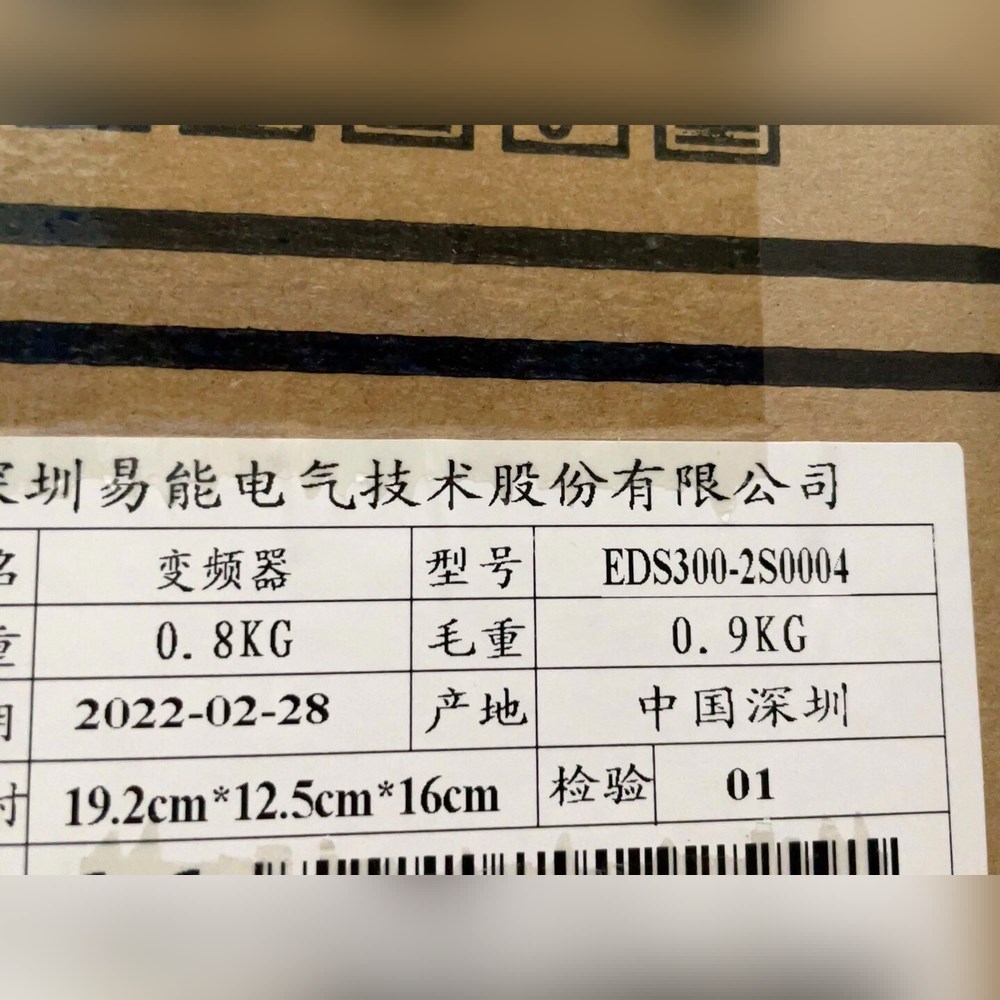 深圳易能电气技术股份有限公司
名 变频器 型号 EDS300-2S0004
重 0.8KG 毛重 0.9KG
期 2022-02-28 产地 中国深圳
寸 19.2cm*12.5cm*16cm 检验 01